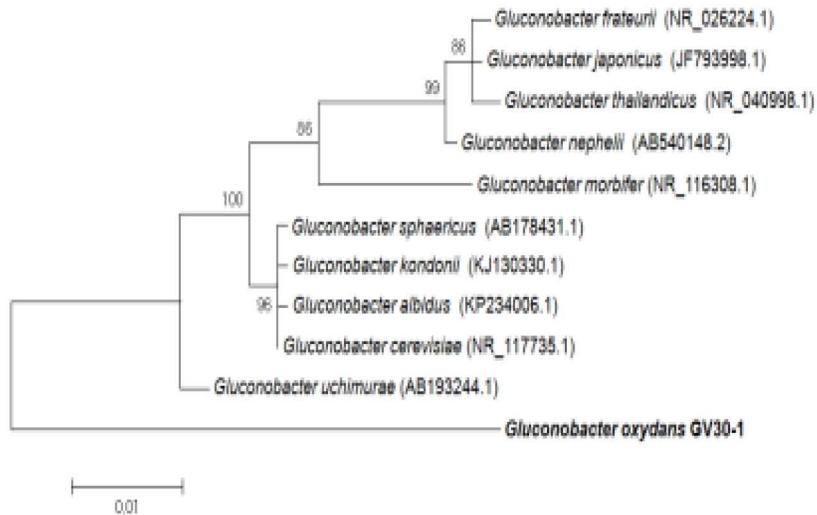 Gluconobacter frateurii (NR_026224.1)
86
Gluconobacter japonicus (JF793998.1)
99
Gluconobacter thailandicus (NR_040998.1)
86
Gluconobacter nephelii (AB540148.2)
Gluconobacter morbifer (NR_116308.1)
100
Gluconobacter sphaericus (AB178431.1)
Gluconobacter kondonii (KJ130330.1)
96
Gluconobacter albidus (KP234006.1)
Gluconobacter cerevisiae (NR_117735.1)
Gluconobacter uchimurae (AB193244.1)
Gluconobacter oxydans GV30-1
0.01